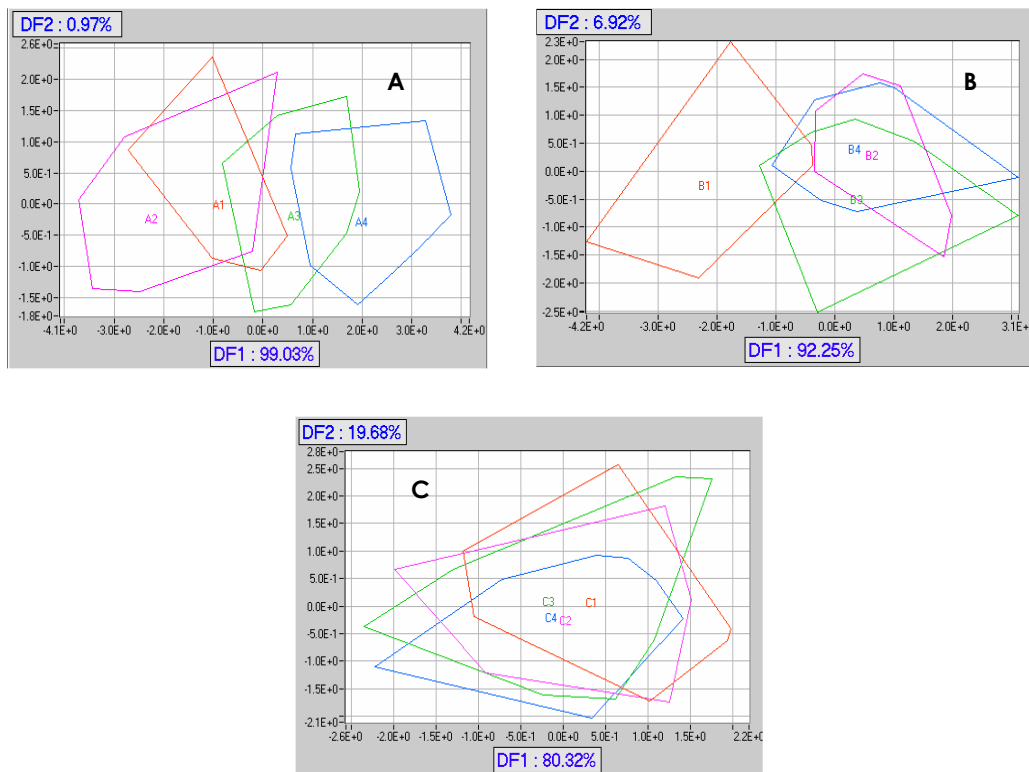 DF2 : 0.97%
2.6E+0
2.0E+0
1.5E+0
1.0E+0
5.0E-1
0.0E+0
-5.0E-1
-1.0E+0
-1.5E+0
-1.8E+0
A
A1
A2
A3
A4
-4.1E+0 -3.0E+0 -2.0E+0 -1.0E+0 0.0E+0 1.0E+0 2.0E+0 3.0E+0 4.2E+0
DF1 : 99.03%
DF2 : 6.92%
2.3E+0
2.0E+0
1.5E+0
1.0E+0
5.0E-1
0.0E+0
-5.0E-1
-1.0E+0
-1.5E+0
-2.0E+0
-2.5E+0
B
B4
B2
B1
B3
-4.2E+0 -3.0E+0 -2.0E+0 -1.0E+0 0.0E+0 1.0E+0 2.0E+0 3.1E+0
DF1 : 92.25%
DF2 : 19.68%
2.8E+0
2.5E+0
2.0E+0
1.5E+0
1.0E+0
5.0E-1
0.0E+0
-5.0E-1
-1.0E+0
-1.5E+0
-2.1E+0
C
C3 C1
C4 C2
-2.6E+0 -2.0E+0 -1.5E+0 -1.0E+0 -5.0E-1 0.0E+0 5.0E-1 1.0E+0 1.5E+0 2.2E+0
DF1 : 80.32%